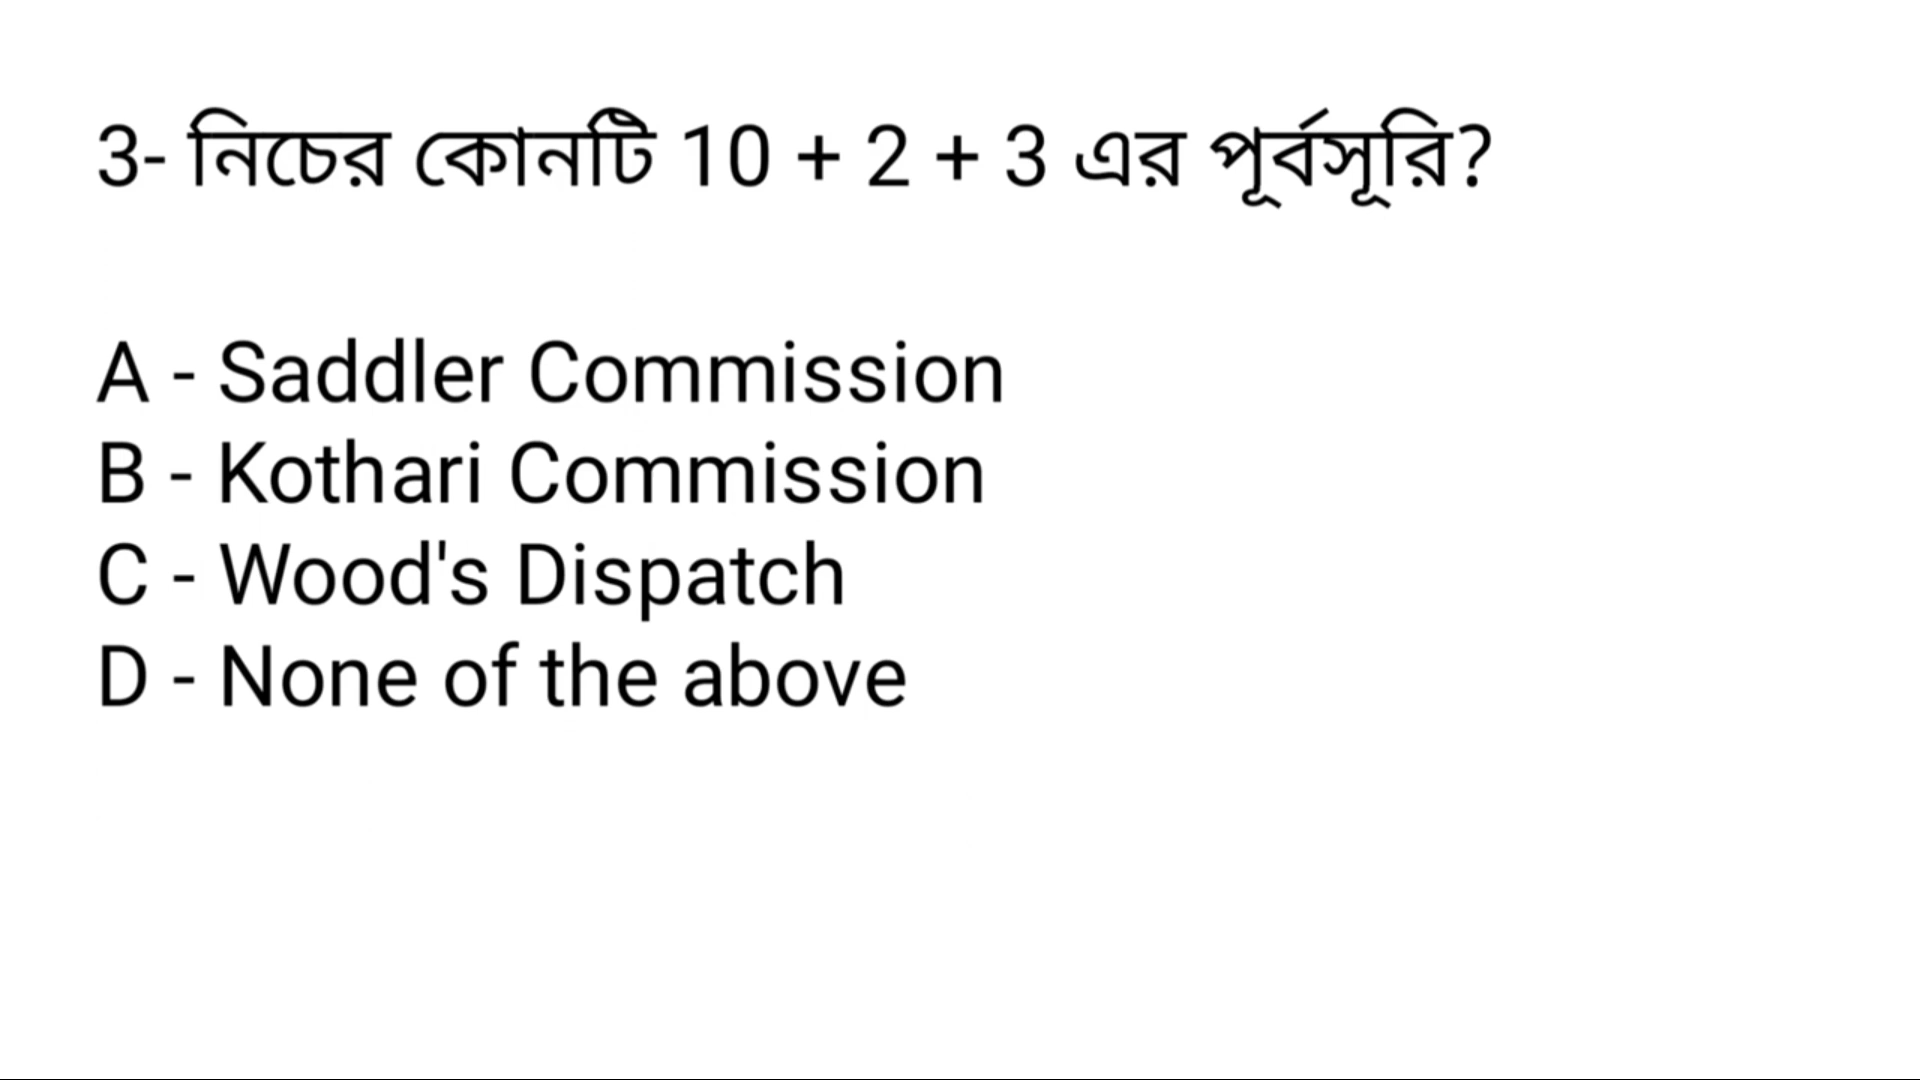 3- নিচের কোনটি 10 + 2 + 3 এর পূর্বসূরি?
A - Saddler Commission
B - Kothari Commission
C - Wood's Dispatch
D - None of the above